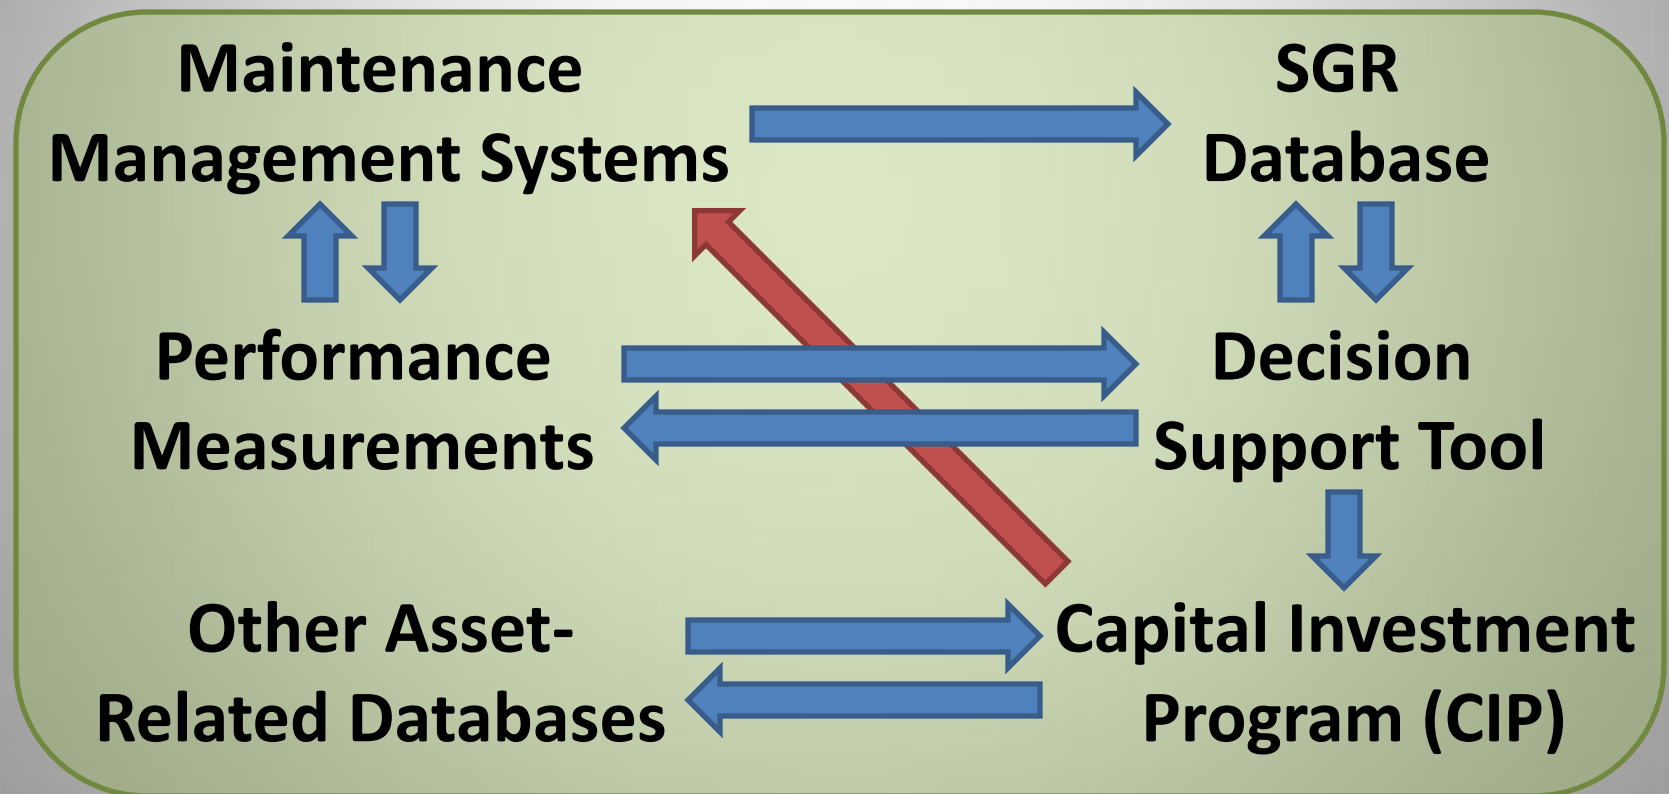 Maintenance
Management Systems
SGR
Database
Performance
Measurements
Decision
Support Tool
Other Asset-
Related Databases
Capital Investment
Program (CIP)